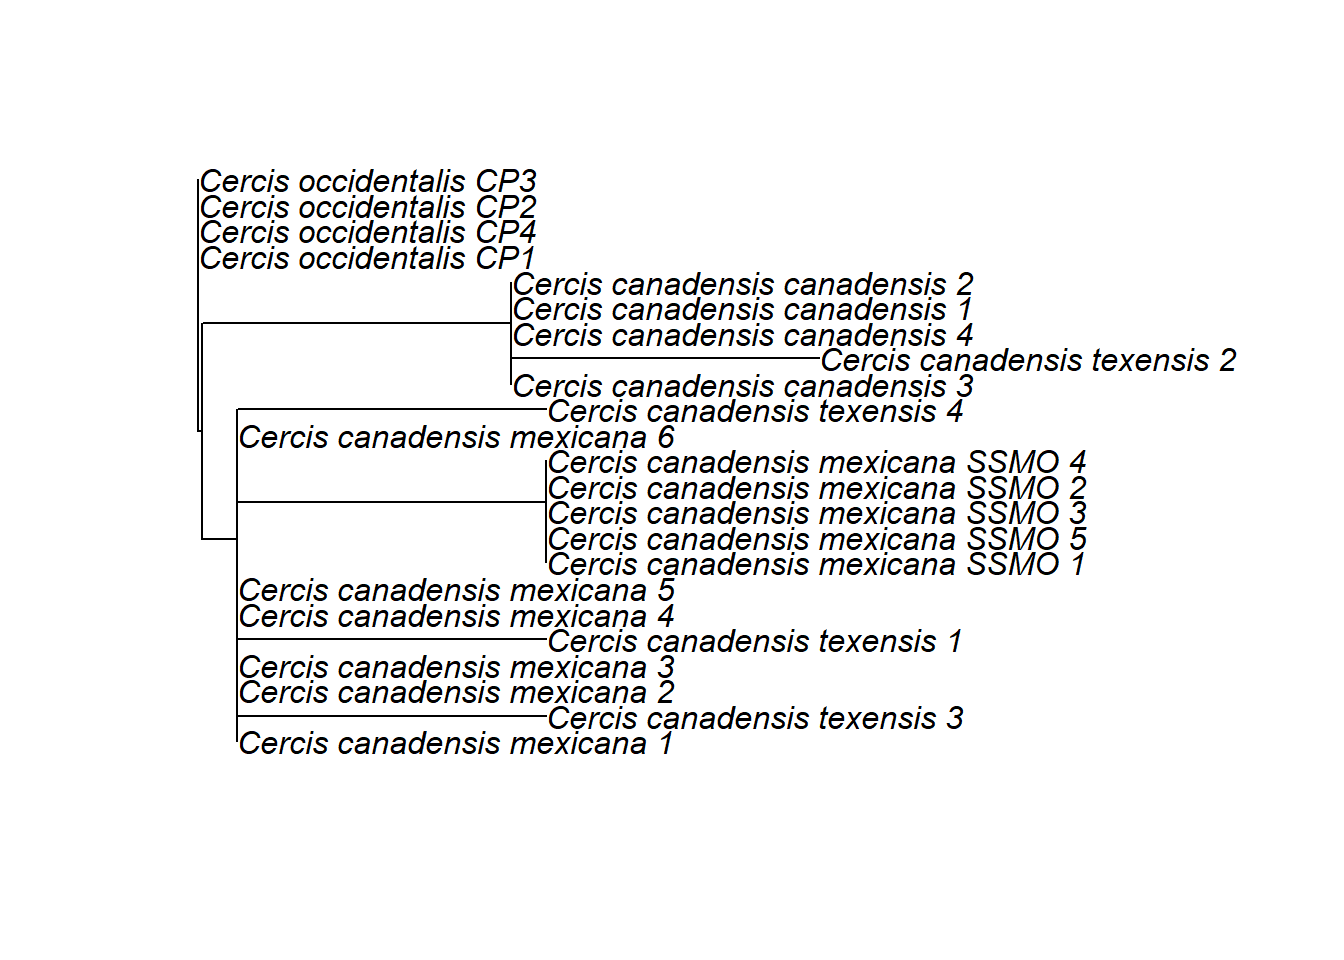 Cercis occidentalis CP3
Cercis occidentalis CP2
Cercis occidentalis CP4
Cercis occidentalis CP1
Cercis canadensis canadensis 2
Cercis canadensis canadensis 1
Cercis canadensis canadensis 4
Cercis canadensis texensis 2
Cercis canadensis canadensis 3
Cercis canadensis texensis 4
Cercis canadensis mexicana 6
Cercis canadensis mexicana SSMO 4
Cercis canadensis mexicana SSMO 2
Cercis canadensis mexicana SSMO 3
Cercis canadensis mexicana SSMO 5
Cercis canadensis mexicana SSMO 1
Cercis canadensis mexicana 5
Cercis canadensis mexicana 4
Cercis canadensis texensis 1
Cercis canadensis mexicana 3
Cercis canadensis mexicana 2
Cercis canadensis texensis 3
Cercis canadensis mexicana 1